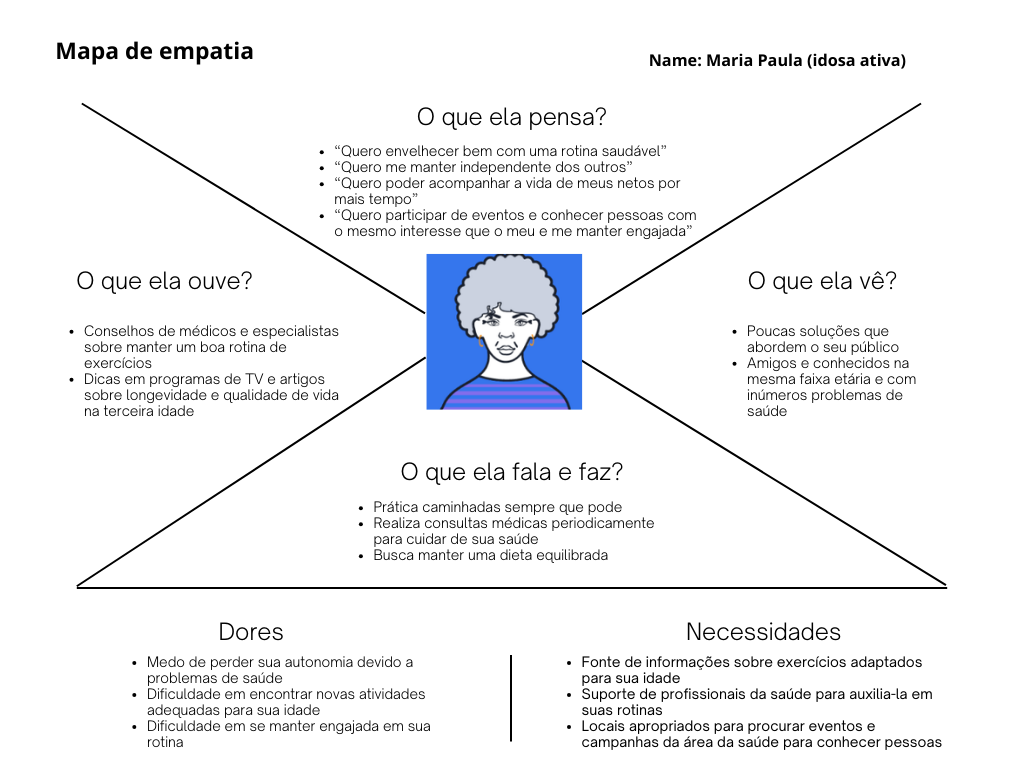 Mapa de empatia
Name: Maria Paula (idosa ativa)
O que ela pensa?
• “Quero envelhecer bem com uma rotina saudável”
• “Quero me manter independente dos outros”
• “Quero poder acompanhar a vida de meus netos por
mais tempo”
• “Quero participar de eventos e conhecer pessoas com
o mesmo interesse que o meu e me manter engajada”
O que ela ouve?
• Conselhos de médicos e especialistas
sobre manter um boa rotina de
exercícios
• Dicas em programas de TV e artigos
sobre longevidade e qualidade de vida
na terceira idade
O que ela vê?
• Poucas soluções que
abordem o seu público
• Amigos e conhecidos na
mesma faixa etária e com
inúmeros problemas de
saúde
O que ela fala e faz?
• Prática caminhadas sempre que pode
• Realiza consultas médicas periodicamente
para cuidar de sua saúde
• Busca manter uma dieta equilibrada
Dores
• Medo de perder sua autonomia devido a
problemas de saúde
• Dificuldade em encontrar novas atividades
adequadas para sua idade
• Dificuldade em se manter engajada em sua
rotina
Necessidades
• Fonte de informações sobre exercícios adaptados
para sua idade
• Suporte de profissionais da saúde para auxilia-la em
suas rotinas
• Locais apropriados para procurar eventos e
campanhas da área da saúde para conhecer pessoas